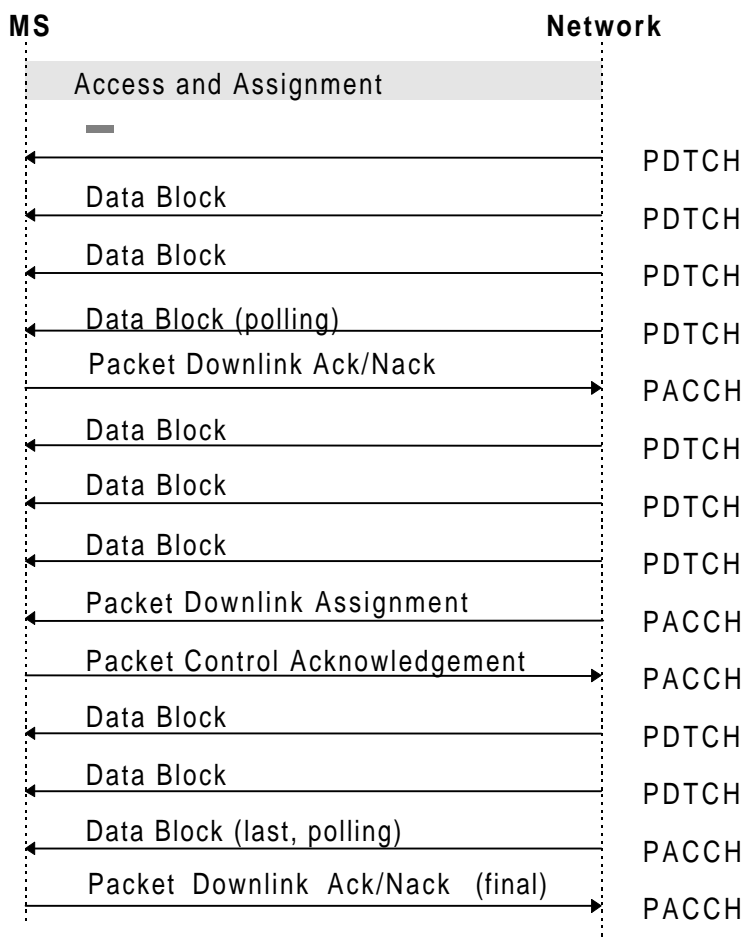 MS Network
Access and Assignment
PDTCH
Data Block
PDTCH
Data Block
PDTCH
Data Block (polling)
PDTCH
Packet Downlink Ack/Nack
PACCH
Data Block
PDTCH
Data Block
PDTCH
Data Block
PDTCH
Packet Downlink Assignment
PACCH
Packet Control Acknowledgement
PACCH
Data Block
PDTCH
Data Block
PDTCH
Data Block (last, polling)
PACCH
Packet Downlink Ack/Nack (final)
PACCH